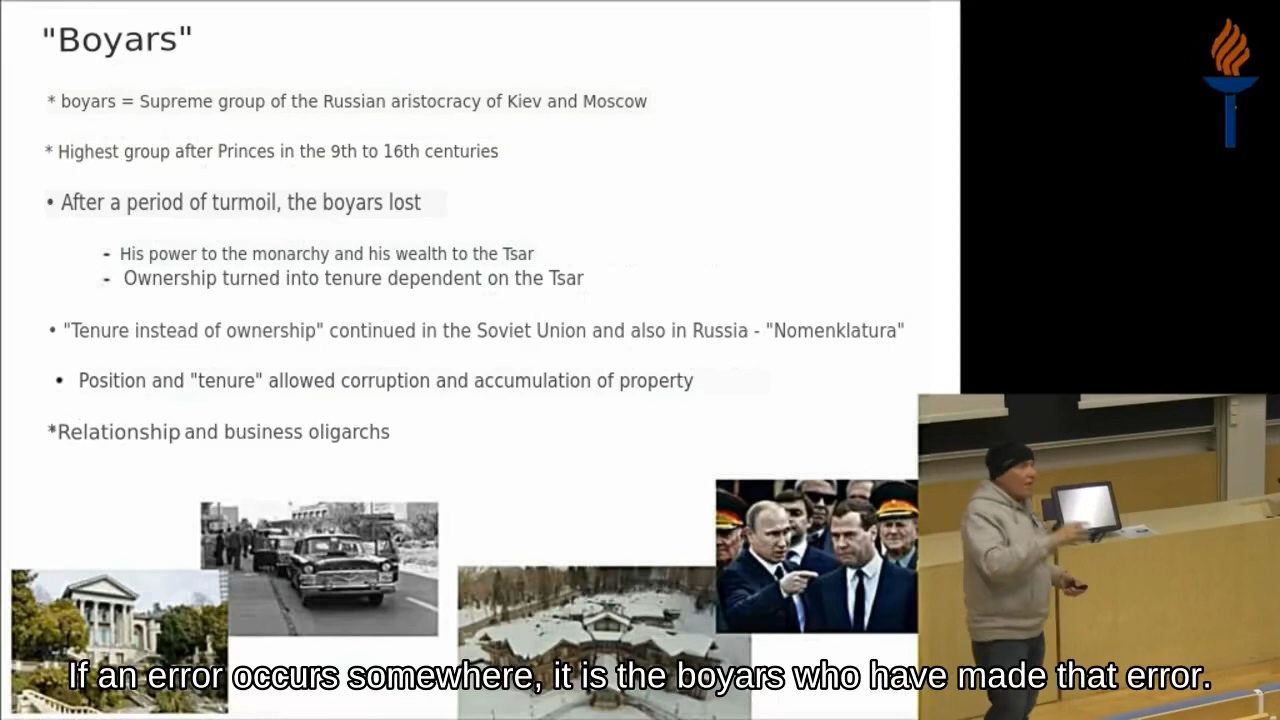 "Boyars"
* boyars = Supreme group of the Russian aristocracy of Kiev and Moscow
* Highest group after Princes in the 9th to 16th centuries
• After a period of turmoil, the boyars lost
- His power to the monarchy and his wealth to the Tsar
- Ownership turned into tenure dependent on the Tsar
• "Tenure instead of ownership" continued in the Soviet Union and also in Russia - "Nomenklatura"
• Position and "tenure" allowed corruption and accumulation of property
*Relationship and business oligarchs
If an error occurs somewhere, it is the boyars who have made that error.